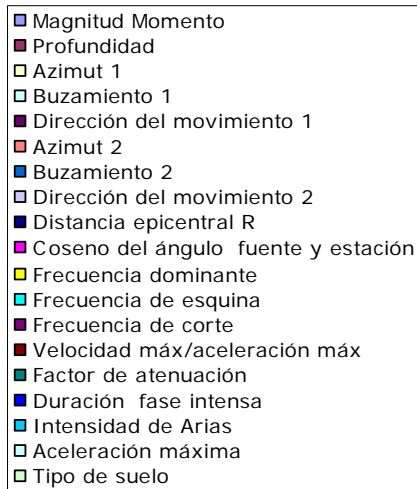 Magnitud Momento
Profundidad
Azimut 1
Buzamiento 1
Dirección del movimiento 1
Azimut 2
Buzamiento 2
Dirección del movimiento 2
Distancia epicentral R
Coseno del ángulo fuente y estación
Frecuencia dominante
Frecuencia de esquina
Frecuencia de corte
Velocidad máx/aceleración máx
Factor de atenuación
Duración fase intensa
Intensidad de Arias
Aceleración máxima
Tipo de suelo